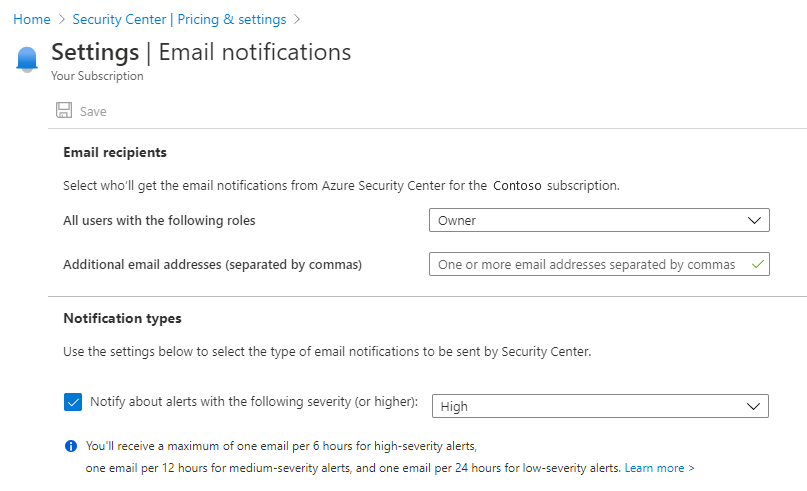 Home > Security Center | Pricing & settings >
Settings | Email notifications
Your Subscription
Save
Email recipients
Select who'll get the email notifications from Azure Security Center for the Contoso subscription.
All users with the following roles Owner
Additional email addresses (separated by commas) One or more email addresses separated by commas
Notification types
Use the settings below to select the type of email notifications to be sent by Security Center.
Notify about alerts with the following severity (or higher): High
You'll receive a maximum of one email per 6 hours for high-severity alerts,
one email per 12 hours for medium-severity alerts, and one email per 24 hours for low-severity alerts. Learn more >